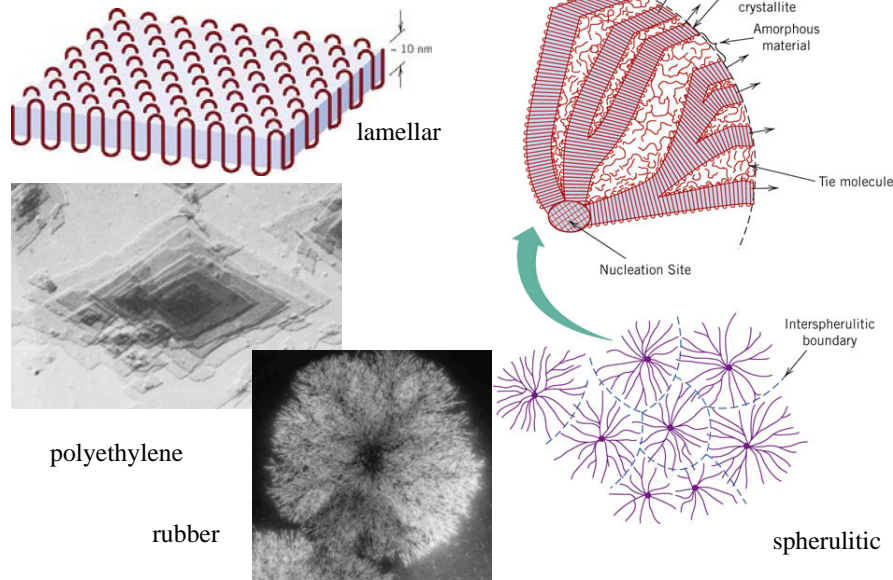 ~ 10 nm
lamellar
crystallite
Amorphous
material
Tie molecule
Nucleation Site
Interspherulitic
boundary
polyethylene
rubber
spherulitic